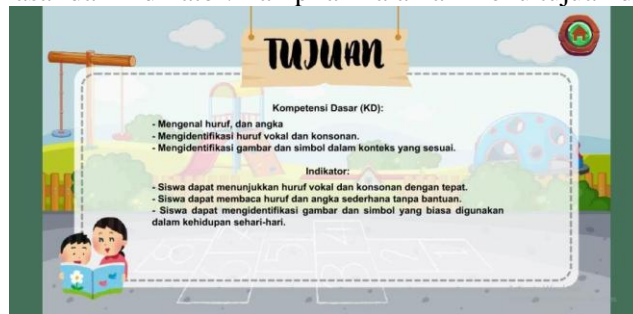 TUJUAN
Kompetensi Dasar (KD):
- Mengenal huruf, dan angka
- Mengidentifikasi huruf vokal dan konsonan.
- Mengidentifikasi gambar dan simbol dalam konteks yang sesuai.
Indikator:
- Siswa dapat menunjukkan huruf vokal dan konsonan dengan tepat.
- Siswa dapat membaca huruf dan angka sederhana tanpa bantuan.
- Siswa dapat mengidentifikasi gambar dan simbol yang biasa digunakan
dalam kehidupan sehari-hari.